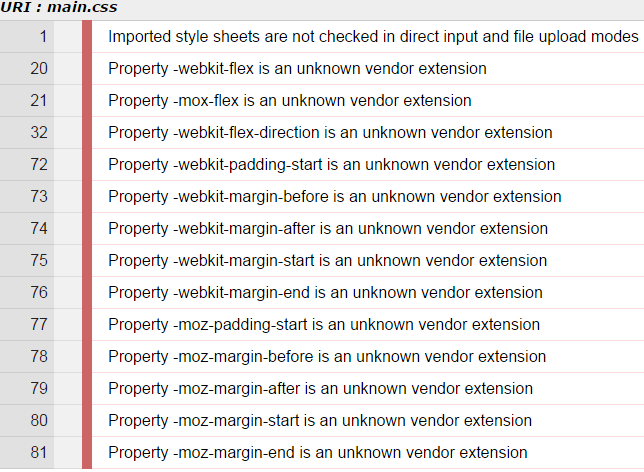 URI : main.css
1 Imported style sheets are not checked in direct input and file upload modes
20 Property -webkit-flex is an unknown vendor extension
21 Property -mox-flex is an unknown vendor extension
32 Property -webkit-flex-direction is an unknown vendor extension
72 Property -webkit-padding-start is an unknown vendor extension
73 Property -webkit-margin-before is an unknown vendor extension
74 Property -webkit-margin-after is an unknown vendor extension
75 Property -webkit-margin-start is an unknown vendor extension
76 Property -webkit-margin-end is an unknown vendor extension
77 Property -moz-padding-start is an unknown vendor extension
78 Property -moz-margin-before is an unknown vendor extension
79 Property -moz-margin-after is an unknown vendor extension
80 Property -moz-margin-start is an unknown vendor extension
81 Property -moz-margin-end is an unknown vendor extension